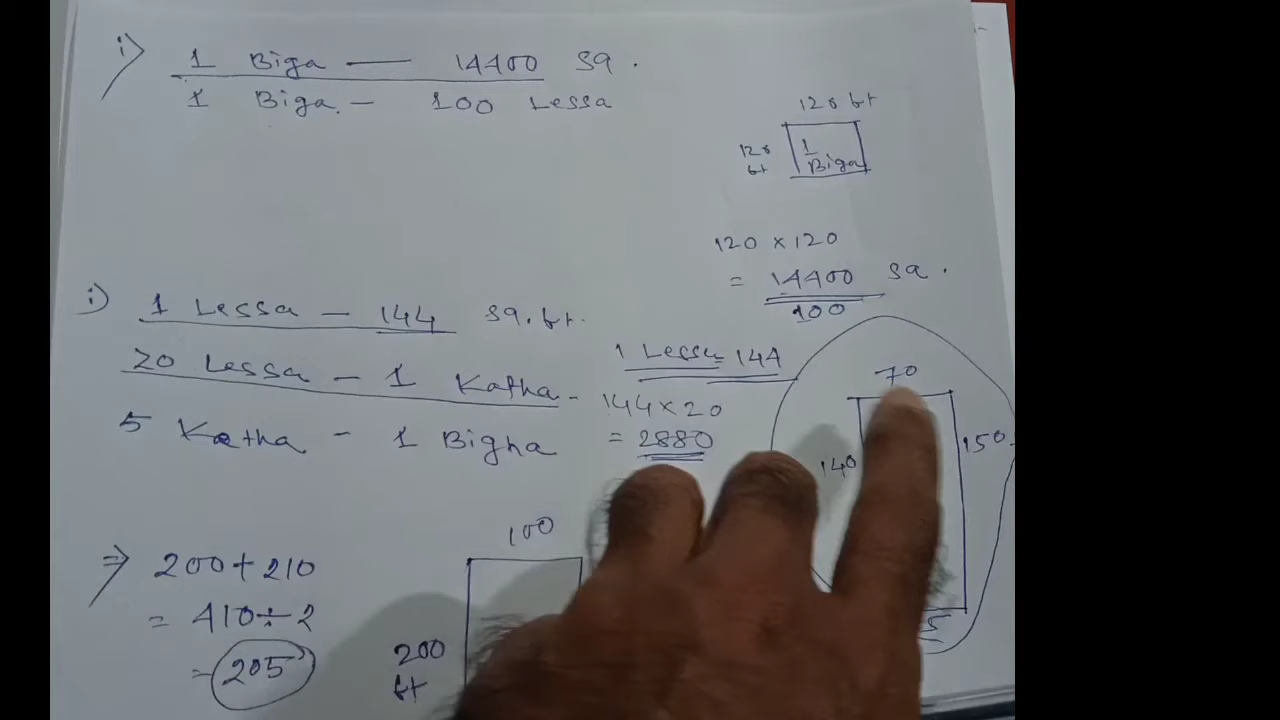 i) 1 Biga — 14400 sq.
1 Biga. — 100 Lessa
120 ft
120 ft
1 Biga
120 x 120
= 14400 sq.
100
i) 1 Lessa — 144 sq.ft.
20 Lessa — 1 Katha -
5 Katha - 1 Bigha
1 Lessa = 144
144 x 20
= 2880
70
140
150
5
⇒ 200 + 210
= 410 ÷ 2
= 205
100
200 ft